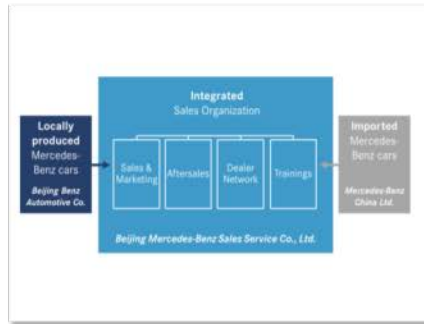 Integrated
Sales Organization
Locally
produced
Mercedes-
Benz cars
Beijing Benz
Automotive Co.
Sales &
Marketing
Aftersales
Dealer
Network
Trainings
Imported
Mercedes-
Benz cars
Mercedes-Benz
China Ltd.
Beijing Mercedes-Benz Sales Service Co., Ltd.